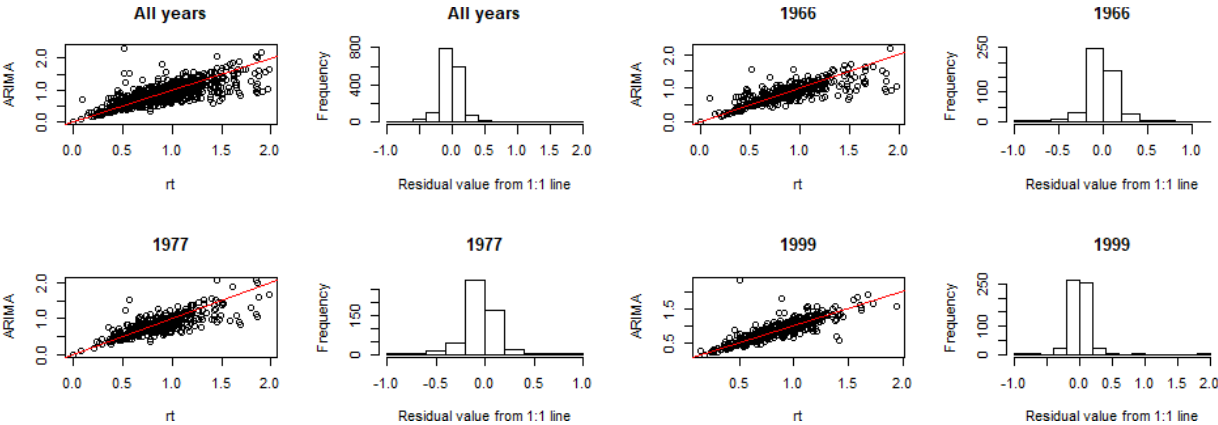 All years
ARIMA
0.0 1.0 2.0
0.0 0.5 1.0 1.5 2.0
rt
All years
Frequency
0 400 800
-1.0 0.0 0.5 1.0 1.5 2.0
Residual value from 1:1 line
1966
ARIMA
0.0 1.0 2.0
0.0 0.5 1.0 1.5 2.0
rt
1966
Frequency
0 100 250
-1.0 -0.5 0.0 0.5 1.0
Residual value from 1:1 line
1977
ARIMA
0.0 1.0 2.0
0.0 0.5 1.0 1.5 2.0
rt
1977
Frequency
0 150
-1.0 -0.5 0.0 0.5 1.0
Residual value from 1:1 line
1999
ARIMA
0.5 1.5
0.5 1.0 1.5 2.0
rt
1999
Frequency
0 100 250
-1.0 0.0 0.5 1.0 1.5 2.0
Residual value from 1:1 line